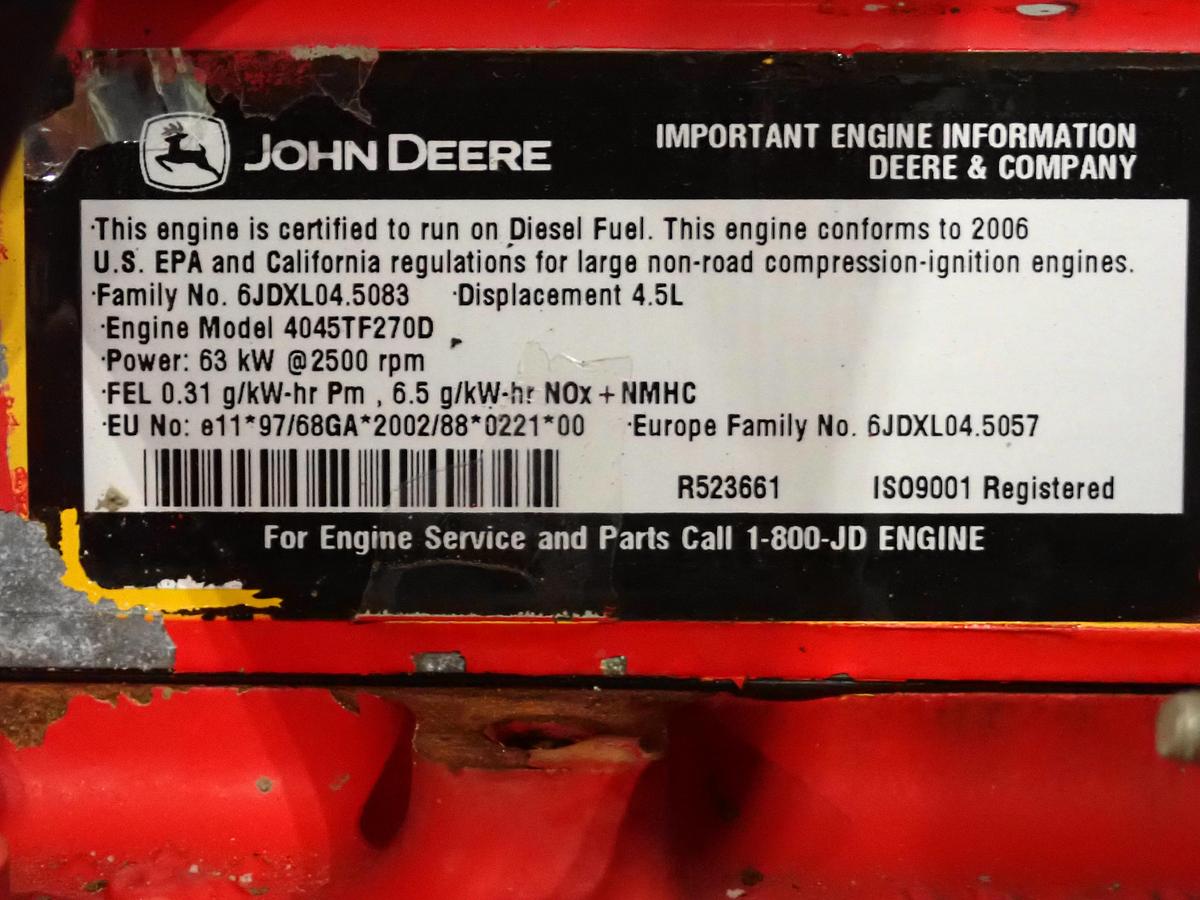 JOHN DEERE
IMPORTANT ENGINE INFORMATION
DEERE & COMPANY
·This engine is certified to run on Diesel Fuel. This engine conforms to 2006
U.S. EPA and California regulations for large non-road compression-ignition engines.
·Family No. 6JDXL04.5083 ·Displacement 4.5L
·Engine Model 4045TF270D
·Power: 63 kW @2500 rpm
·FEL 0.31 g/kW-hr Pm , 6.5 g/kW-hr NOx + NMHC
·EU No: e11*97/68GA*2002/88*0221*00 ·Europe Family No. 6JDXL04.5057
R523661 ISO9001 Registered
For Engine Service and Parts Call 1-800-JD ENGINE